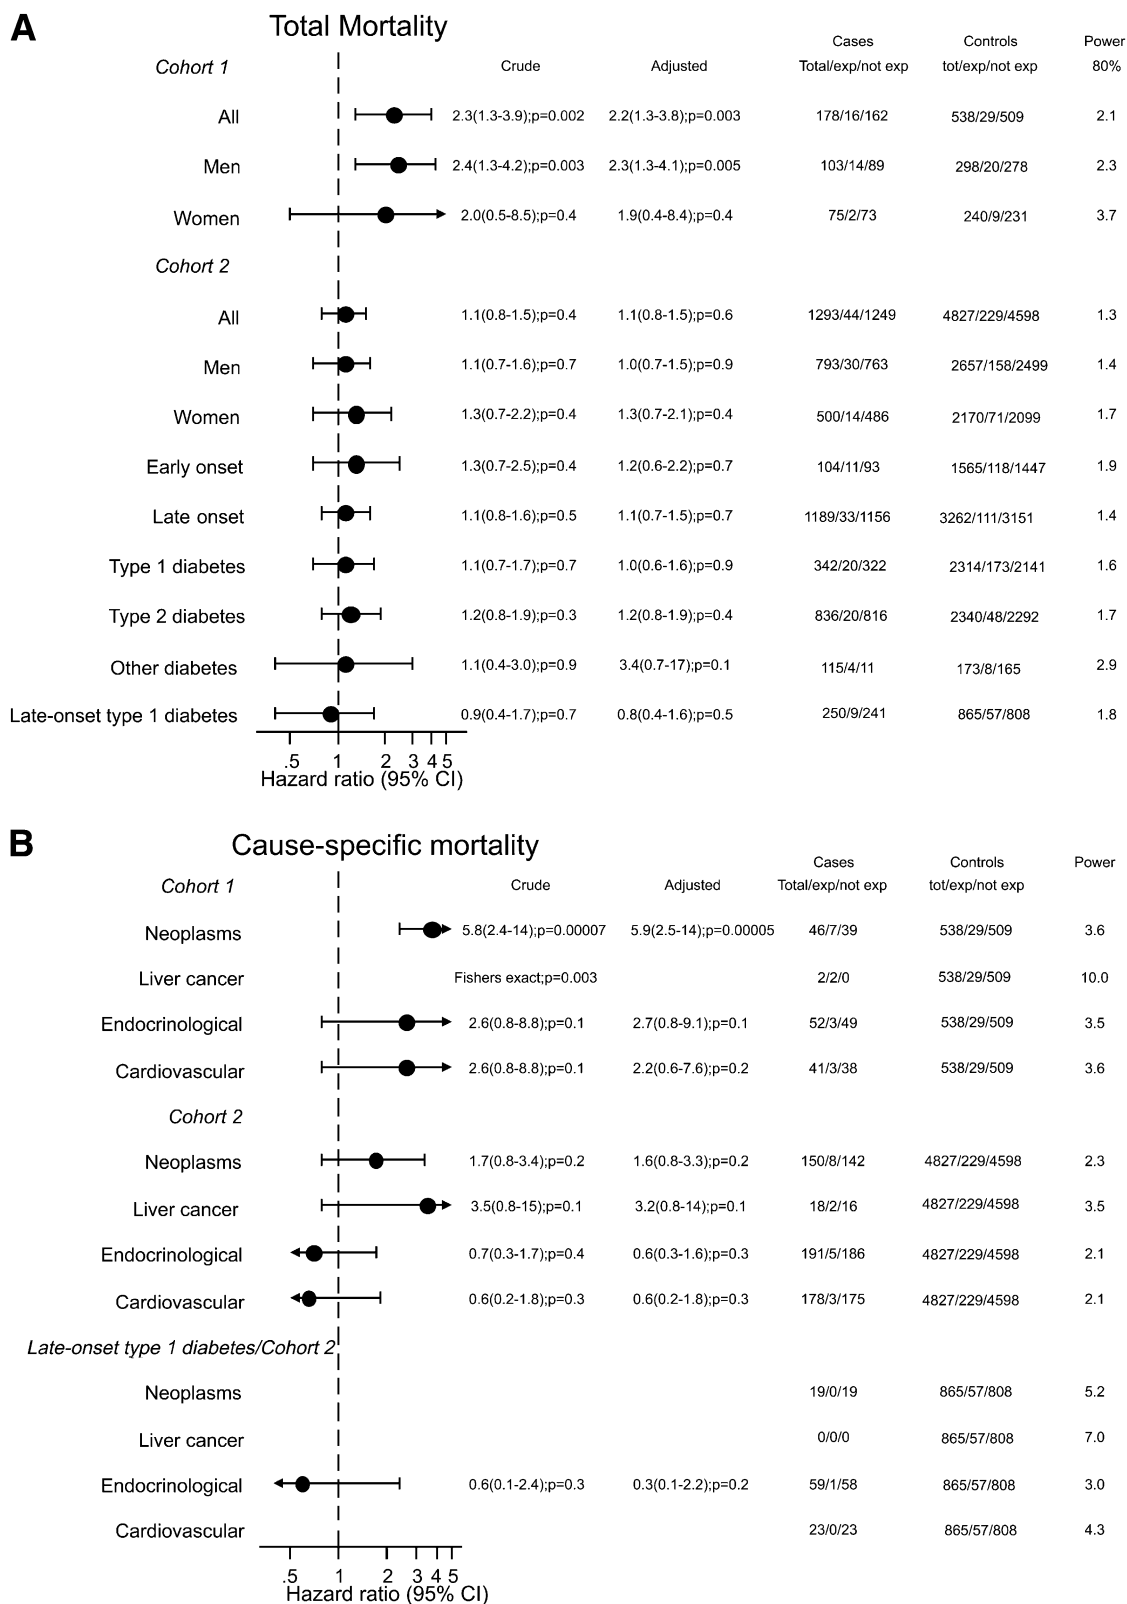 A Total Mortality
Cases Controls Power
Cohort 1 Crude Adjusted Total/exp/not exp tot/exp/not exp 80%
All 2.3(1.3-3.9);p=0.002 2.2(1.3-3.8);p=0.003 178/16/162 538/29/509 2.1
Men 2.4(1.3-4.2);p=0.003 2.3(1.3-4.1);p=0.005 103/14/89 298/20/278 2.3
Women 2.0(0.5-8.5);p=0.4 1.9(0.4-8.4);p=0.4 75/2/73 240/9/231 3.7
Cohort 2
All 1.1(0.8-1.5);p=0.4 1.1(0.8-1.5);p=0.6 1293/44/1249 4827/229/4598 1.3
Men 1.1(0.7-1.6);p=0.7 1.0(0.7-1.5);p=0.9 793/30/763 2657/158/2499 1.4
Women 1.3(0.7-2.2);p=0.4 1.3(0.7-2.1);p=0.4 500/14/486 2170/71/2099 1.7
Early onset 1.3(0.7-2.5);p=0.4 1.2(0.6-2.2);p=0.7 104/11/93 1565/118/1447 1.9
Late onset 1.1(0.8-1.6);p=0.5 1.1(0.7-1.5);p=0.7 1189/33/1156 3262/111/3151 1.4
Type 1 diabetes 1.1(0.7-1.7);p=0.7 1.0(0.6-1.6);p=0.9 342/20/322 2314/173/2141 1.6
Type 2 diabetes 1.2(0.8-1.9);p=0.3 1.2(0.8-1.9);p=0.4 836/20/816 2340/48/2292 1.7
Other diabetes 1.1(0.4-3.0);p=0.9 3.4(0.7-17);p=0.1 115/4/11 173/8/165 2.9
Late-onset type 1 diabetes 0.9(0.4-1.7);p=0.7 0.8(0.4-1.6);p=0.5 250/9/241 865/57/808 1.8
.5 1 2 3 4 5
Hazard ratio (95% CI)
B Cause-specific mortality
Cases Controls Power
Cohort 1 Crude Adjusted Total/exp/not exp tot/exp/not exp
Neoplasms 5.8(2.4-14);p=0.00007 5.9(2.5-14);p=0.00005 46/7/39 538/29/509 3.6
Liver cancer Fishers exact;p=0.003 2/2/0 538/29/509 10.0
Endocrinological 2.6(0.8-8.8);p=0.1 2.7(0.8-9.1);p=0.1 52/3/49 538/29/509 3.5
Cardiovascular 2.6(0.8-8.8);p=0.1 2.2(0.6-7.6);p=0.2 41/3/38 538/29/509 3.6
Cohort 2
Neoplasms 1.7(0.8-3.4);p=0.2 1.6(0.8-3.3);p=0.2 150/8/142 4827/229/4598 2.3
Liver cancer 3.5(0.8-15);p=0.1 3.2(0.8-14);p=0.1 18/2/16 4827/229/4598 3.5
Endocrinological 0.7(0.3-1.7);p=0.4 0.6(0.3-1.6);p=0.3 191/5/186 4827/229/4598 2.1
Cardiovascular 0.6(0.2-1.8);p=0.3 0.6(0.2-1.8);p=0.3 178/3/175 4827/229/4598 2.1
Late-onset type 1 diabetes/Cohort 2
Neoplasms 19/0/19 865/57/808 5.2
Liver cancer 0/0/0 865/57/808 7.0
Endocrinological 0.6(0.1-2.4);p=0.3 0.3(0.1-2.2);p=0.2 59/1/58 865/57/808 3.0
Cardiovascular 23/0/23 865/57/808 4.3
.5 1 2 3 4 5
Hazard ratio (95% CI)